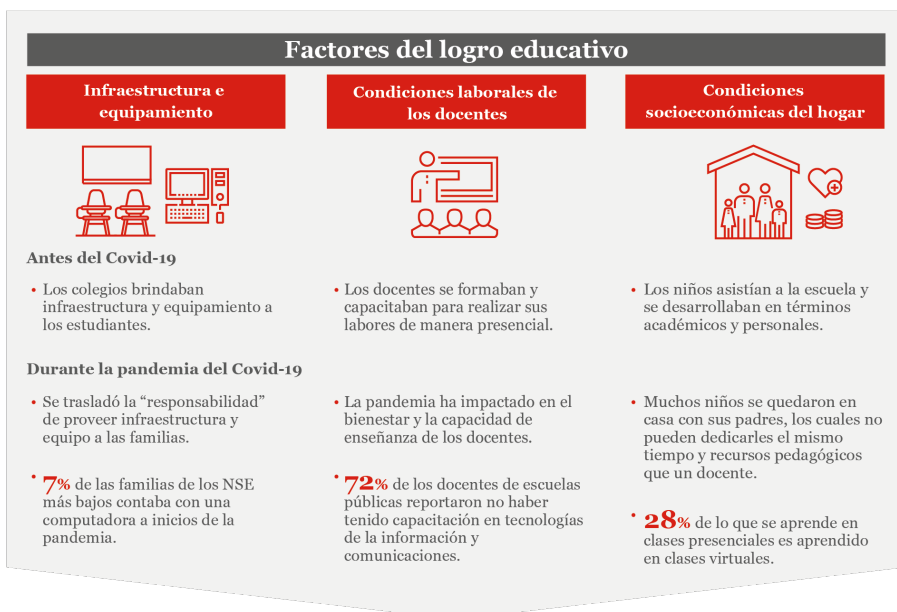 Factores del logro educativo
Infraestructura e
equipamiento
Condiciones laborales de
los docentes
Condiciones
socioeconómicas del hogar
Antes del Covid-19
• Los colegios brindaban
infraestructura y equipamiento a
los estudiantes.
• Los docentes se formaban y
capacitaban para realizar sus
labores de manera presencial.
• Los niños asistían a la escuela y
se desarrollaban en términos
académicos y personales.
Durante la pandemia del Covid-19
• Se trasladó la “responsabilidad”
de proveer infraestructura y
equipo a las familias.
• La pandemia ha impactado en el
bienestar y la capacidad de
enseñanza de los docentes.
• Muchos niños se quedaron en
casa con sus padres, los cuales no
pueden dedicarles el mismo
tiempo y recursos pedagógicos
que un docente.
• 7% de las familias de los NSE
más bajos contaba con una
computadora a inicios de la
pandemia.
• 72% de los docentes de escuelas
públicas reportaron no haber
tenido capacitación en tecnologías
de la información y
comunicaciones.
• 28% de lo que se aprende en
clases presenciales es aprendido
en clases virtuales.